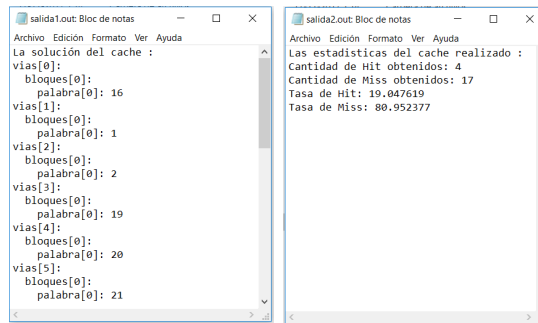 salida1.out: Bloc de notas
Archivo Edición Formato Ver Ayuda
La solución del cache :
vias[0]:
bloques[0]:
palabra[0]: 16
vias[1]:
bloques[0]:
palabra[0]: 1
vias[2]:
bloques[0]:
palabra[0]: 2
vias[3]:
bloques[0]:
palabra[0]: 19
vias[4]:
bloques[0]:
palabra[0]: 20
vias[5]:
bloques[0]:
palabra[0]: 21
salida2.out: Bloc de notas
Archivo Edición Formato Ver Ayuda
Las estadisticas del cache realizado :
Cantidad de Hit obtenidos: 4
Cantidad de Miss obtenidos: 17
Tasa de Hit: 19.047619
Tasa de Miss: 80.952377